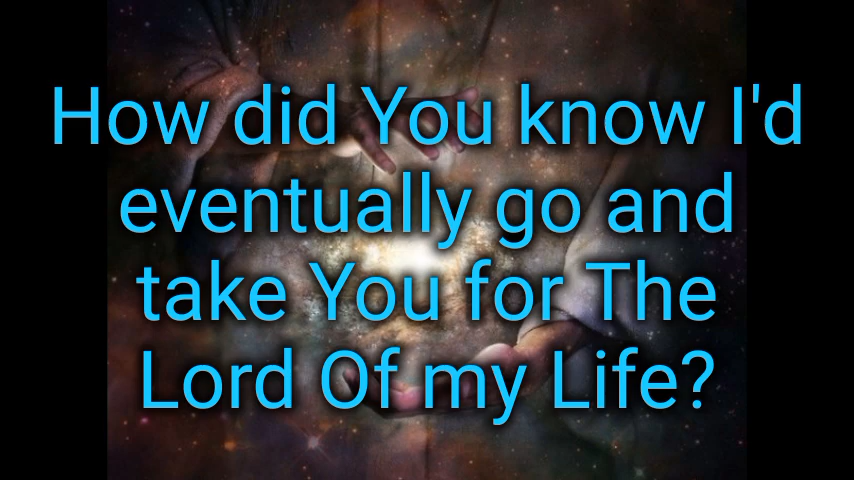 How did You know I'd
eventually go and
take You for The
Lord Of my Life?